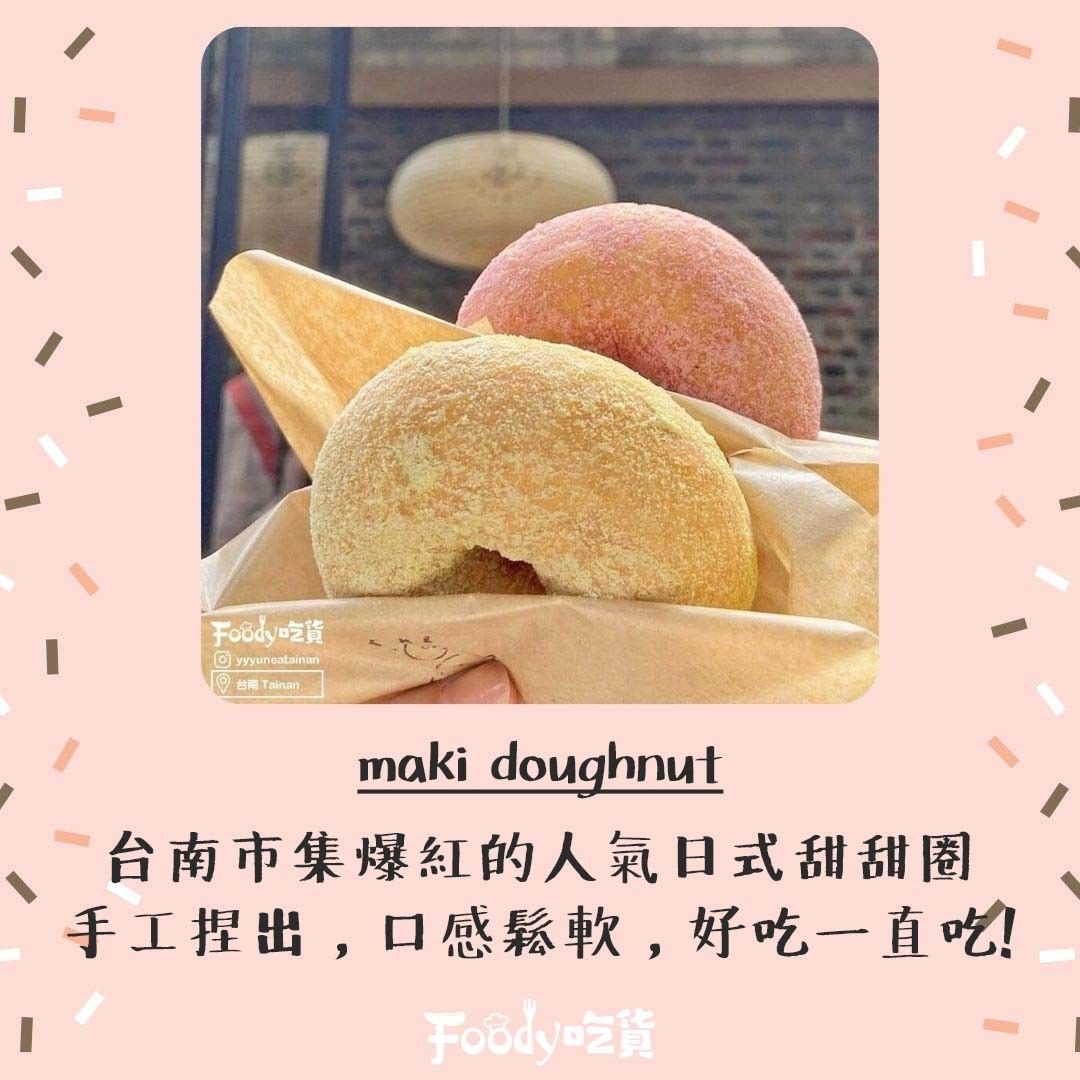 Foody吃貨
yyyuneatainan
台南 Tainan
maki doughnut
台南市集爆紅的人氣日式甜甜圈
手工捏出，口感鬆軟，好吃一直吃!
Foody吃貨